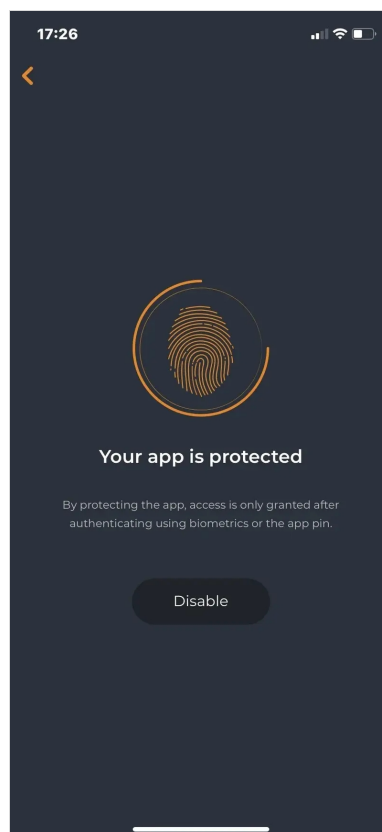 17:26
Your app is protected
By protecting the app, access is only granted after
authenticating using biometrics or the app pin.
Disable